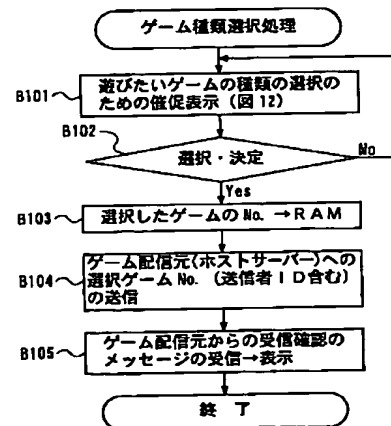 ゲーム種類選択処理
B101
遊びたいゲームの種類の選択の
ための催促表示(図12)
B102
選択・決定
No
Yes
B103
選択したゲームのNo. →RAM
B104
ゲーム配信元(ホストサーバー)への
選択ゲームNo.(送信者ID含む)
の送信
B105
ゲーム配信元からの受信確認の
メッセージの受信→表示
終 了